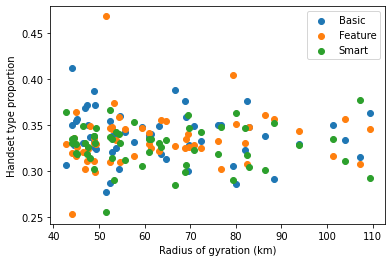 Basic
Feature
Smart
0.45
0.40
0.35
0.30
0.25
Handset type proportion
40 50 60 70 80 90 100 110
Radius of gyration (km)